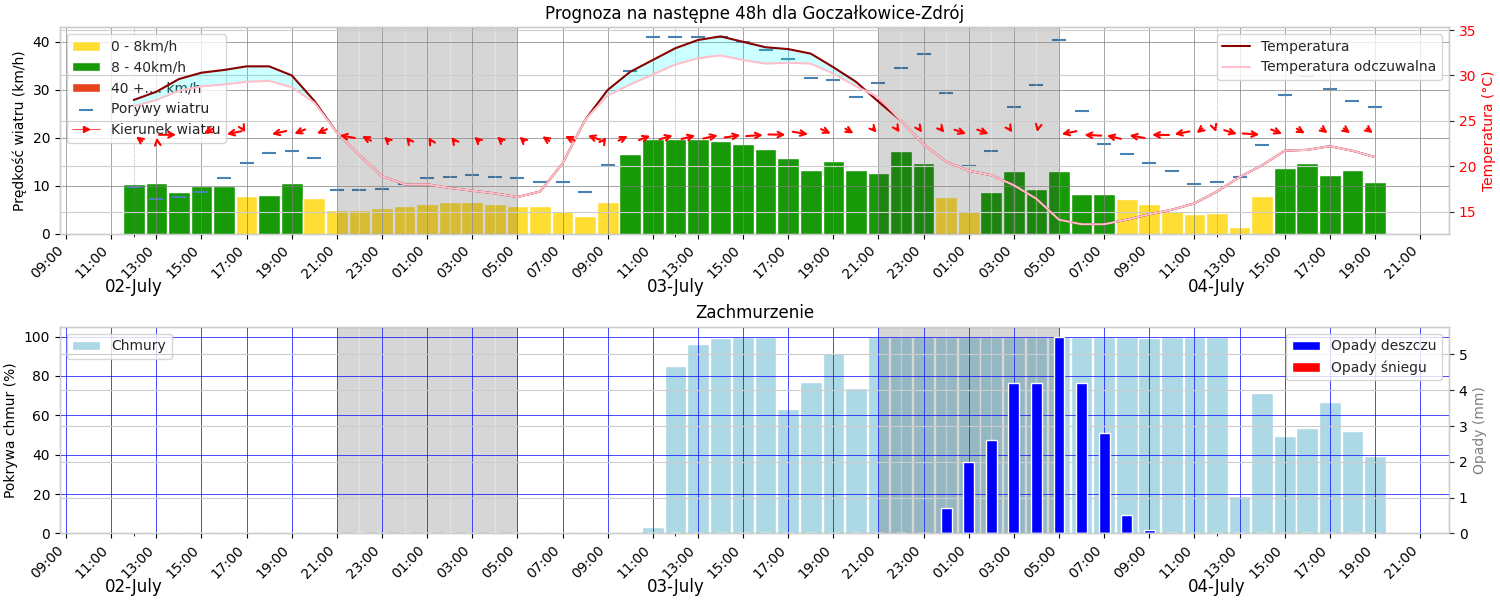 Prognoza na następne 48h dla Goczałkowice-Zdrój
Prędkość wiatru (km/h)
40
30
20
10
0
0 - 8km/h
8 - 40km/h
40 +... km/h
Porywy wiatru
Kierunek wiatru
Temperatura
Temperatura odczuwalna
35
30
25
20
15
Temperatura (°C)
09:00 11:00 13:00 15:00 17:00 19:00 21:00 23:00 01:00 03:00 05:00 07:00 09:00 11:00 13:00 15:00 17:00 19:00 21:00 23:00 01:00 03:00 05:00 07:00 09:00 11:00 13:00 15:00 17:00 19:00 21:00
02-July 03-July 04-July
Zachmurzenie
Pokrywa chmur (%)
100
80
60
40
20
0
Chmury
Opady deszczu
Opady śniegu
5
4
3
2
1
0
Opady (mm)
09:00 11:00 13:00 15:00 17:00 19:00 21:00 23:00 01:00 03:00 05:00 07:00 09:00 11:00 13:00 15:00 17:00 19:00 21:00 23:00 01:00 03:00 05:00 07:00 09:00 11:00 13:00 15:00 17:00 19:00 21:00
02-July 03-July 04-July